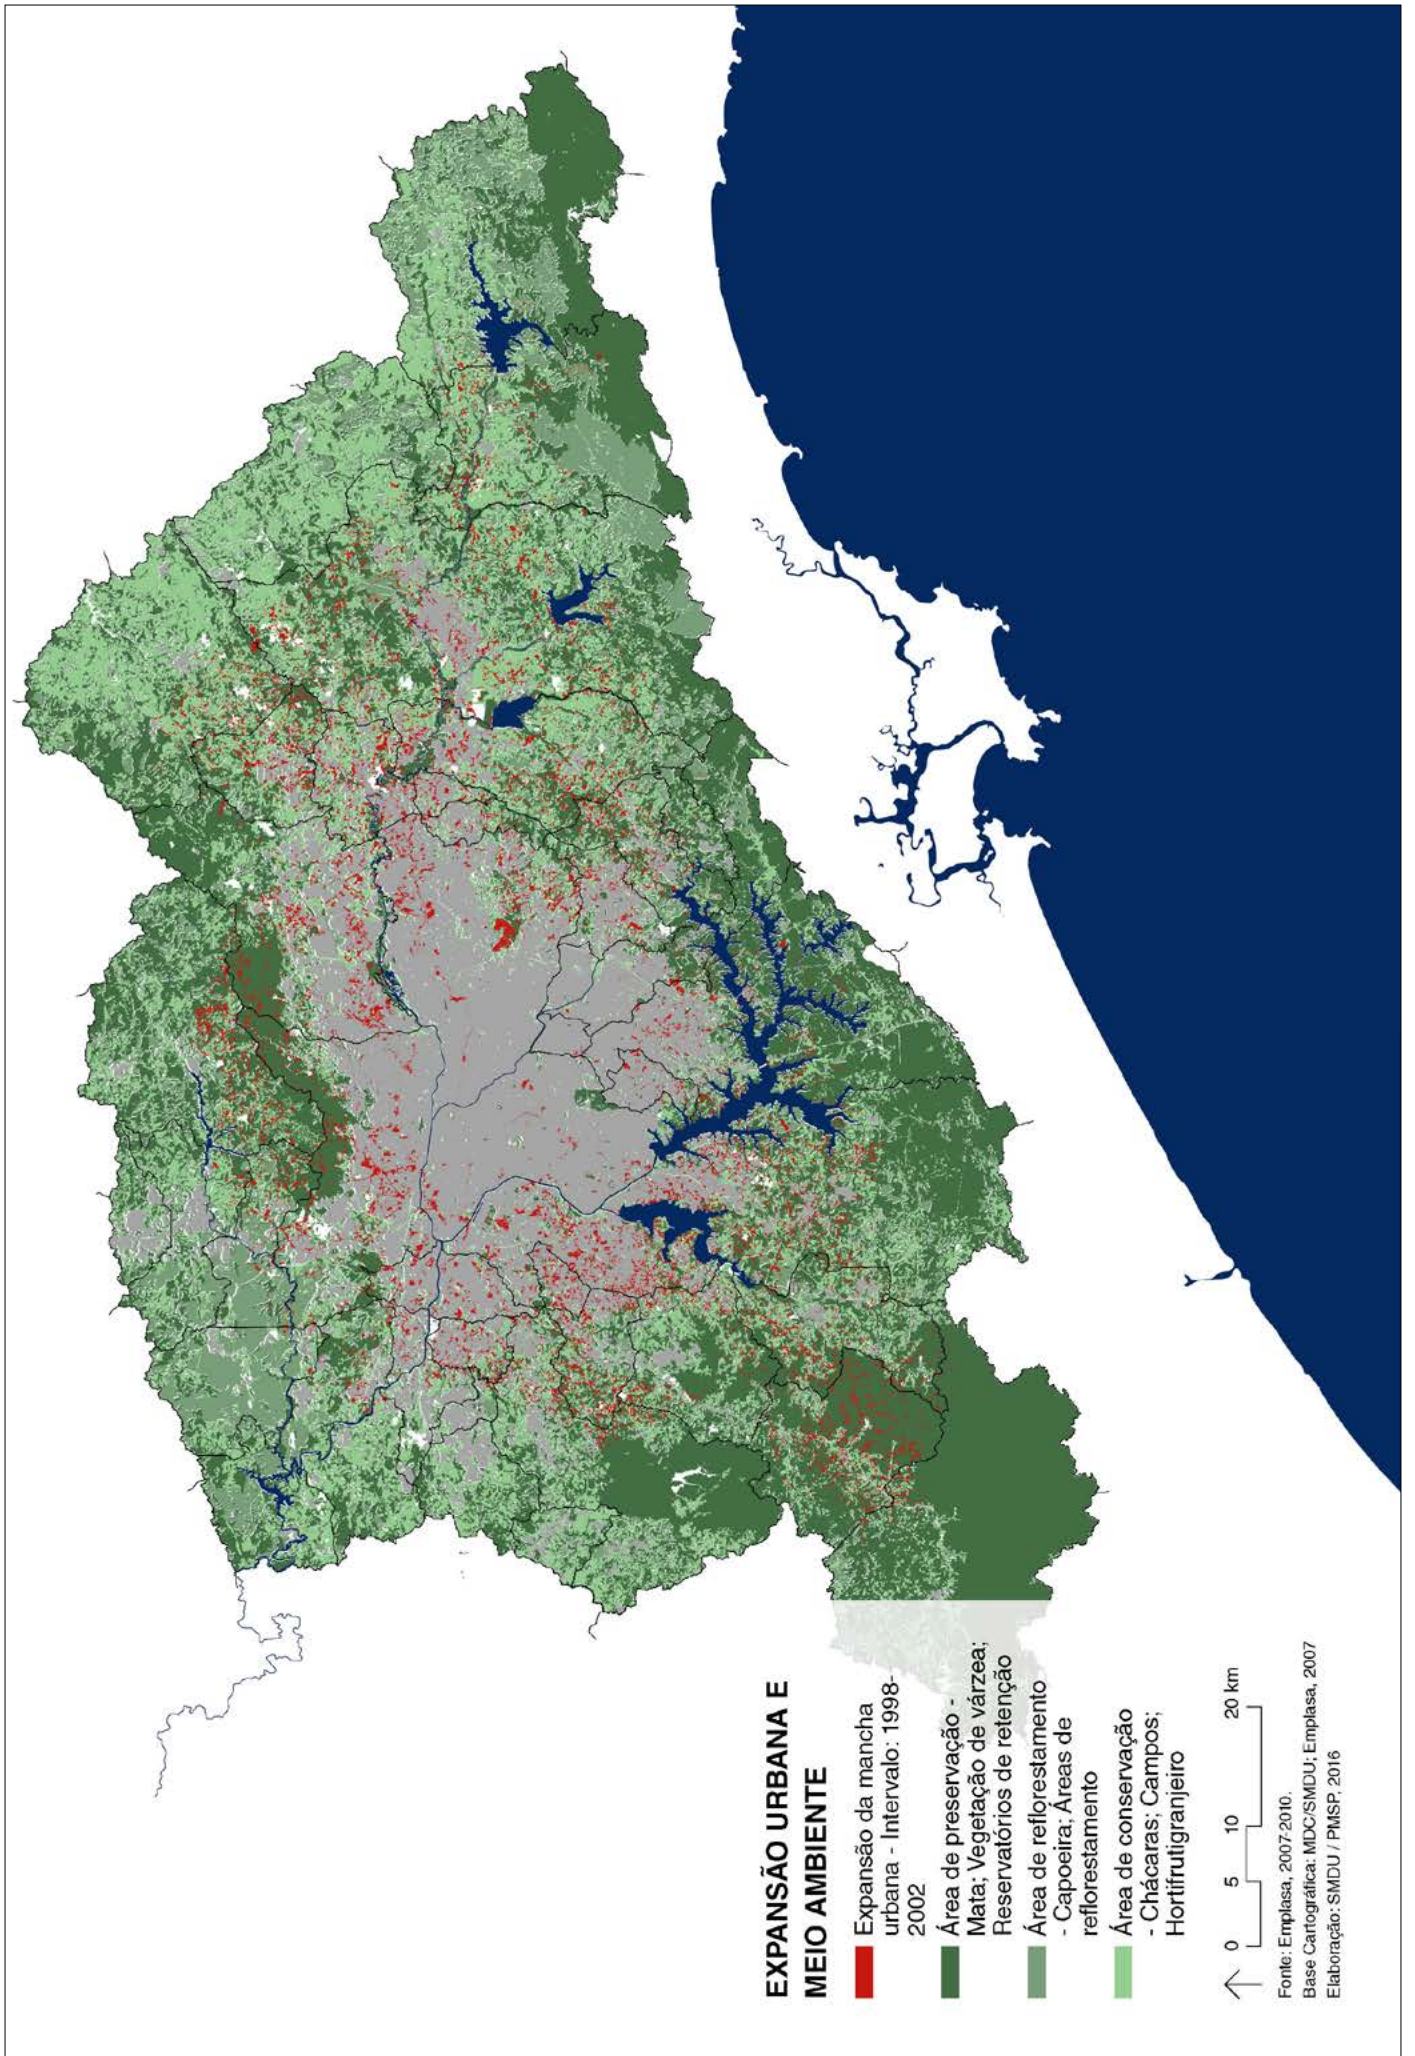 EXPANSÃO URBANA E
MEIO AMBIENTE
Expansão da mancha
urbana - Intervalo: 1998-
2002
Área de preservação -
Mata; Vegetação de várzea;
Reservatórios de retenção
Área de reflorestamento
- Capoeira; Áreas de
reflorestamento
Área de conservação
- Chácaras; Campos;
Hortifrutigranjeiro
0 5 10 20 km
Fonte: Emplasa, 2007-2010.
Base Cartográfica: MDC/SMDU; Emplasa, 2007
Elaboração: SMDU / PMSP, 2016